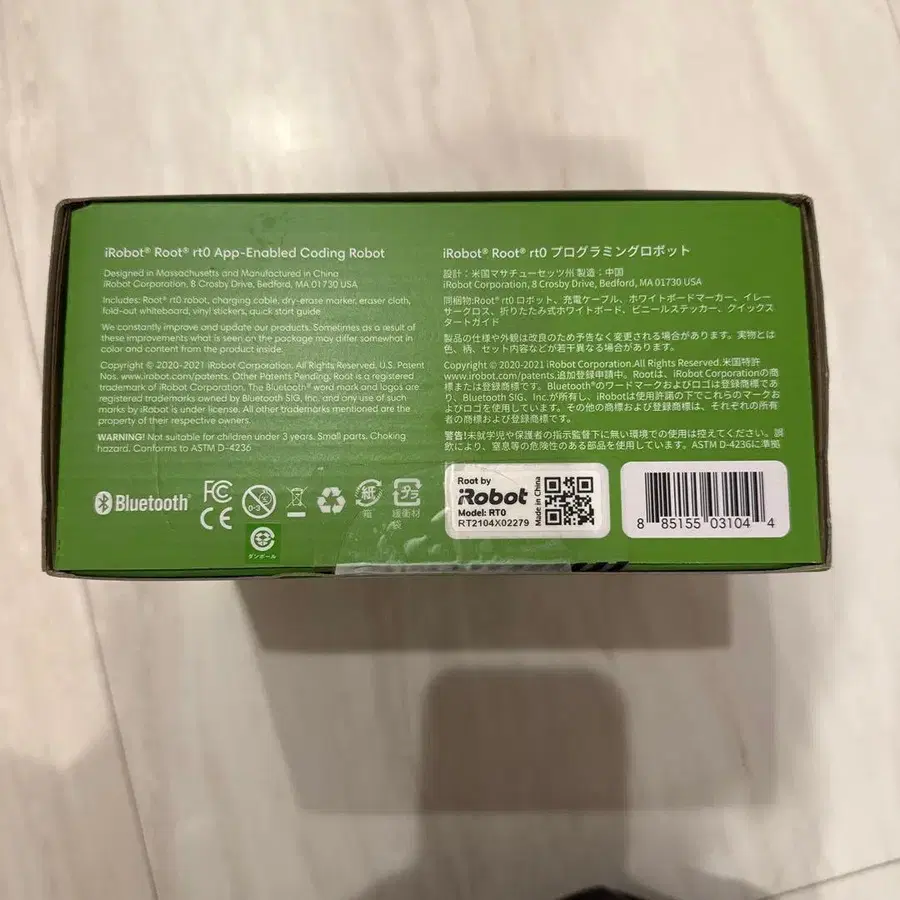 iRobot® Root® rt0 App-Enabled Coding Robot
Designed in Massachusetts and Manufactured in China
iRobot Corporation, 8 Crosby Drive, Bedford, MA 01730 USA
Includes: Root® rt0 robot, charging cable, dry-erase marker, eraser cloth,
fold-out whiteboard, vinyl stickers, quick start guide
We constantly improve and update our products. Sometimes as a result of
these improvements what is seen on the package may differ somewhat in
color and content from the product inside.
Copyright © 2020-2021 iRobot Corporation. All Rights Reserved. U.S. Patent
Nos. www.irobot.com/patents. Other Patents Pending. Root is a registered
trademark of iRobot Corporation. The Bluetooth® word mark and logos are
registered trademarks owned by Bluetooth SIG, Inc. and any use of such
marks by iRobot is under license. All other trademarks mentioned are the
property of their respective owners.
WARNING! Not suitable for children under 3 years. Small parts. Choking
hazard. Conforms to ASTM D-4236
Bluetooth®
FC
CE
0-3
紙
箱
プラ
緩衝材
袋
ダンボール
iRobot® Root® rt0 プログラミングロボット
設計：米国マサチューセッツ州 製造：中国
iRobot Corporation, 8 Crosby Drive, Bedford, MA 01730 USA
同梱物:Root® rt0 ロボット、充電ケーブル、ホワイトボードマーカー、イレー
サークロス、折りたたみ式ホワイトボード、ビニールステッカー、クイックス
タートガイド
製品の仕様や外観は改良のため予告なく変更される場合があります。実物とは
色、柄、セット内容などが若干異なる場合があります。
Copyright © 2020-2021 iRobot Corporation.All Rights Reserved.米国特許
www.irobot.com/patents.追加登録申請中。Rootは、iRobot Corporationの商
標または登録商標です。Bluetooth®のワードマークおよびロゴは登録商標であ
り、Bluetooth SIG, Inc.が所有し、iRobotは使用許諾の下でこれらのマークお
よびロゴを使用しています。その他の商標および登録商標は、それぞれの所有
者の商標および登録商標です。
警告!未就学児や保護者の指示監督下に無い環境での使用は控えてください。誤
飲により、窒息等の危険性のある部品を使用しています。ASTM D-4236に準拠
Root by
iRobot
Model: RT0
RT2104X02279
Made in China
8 85155 03104 4